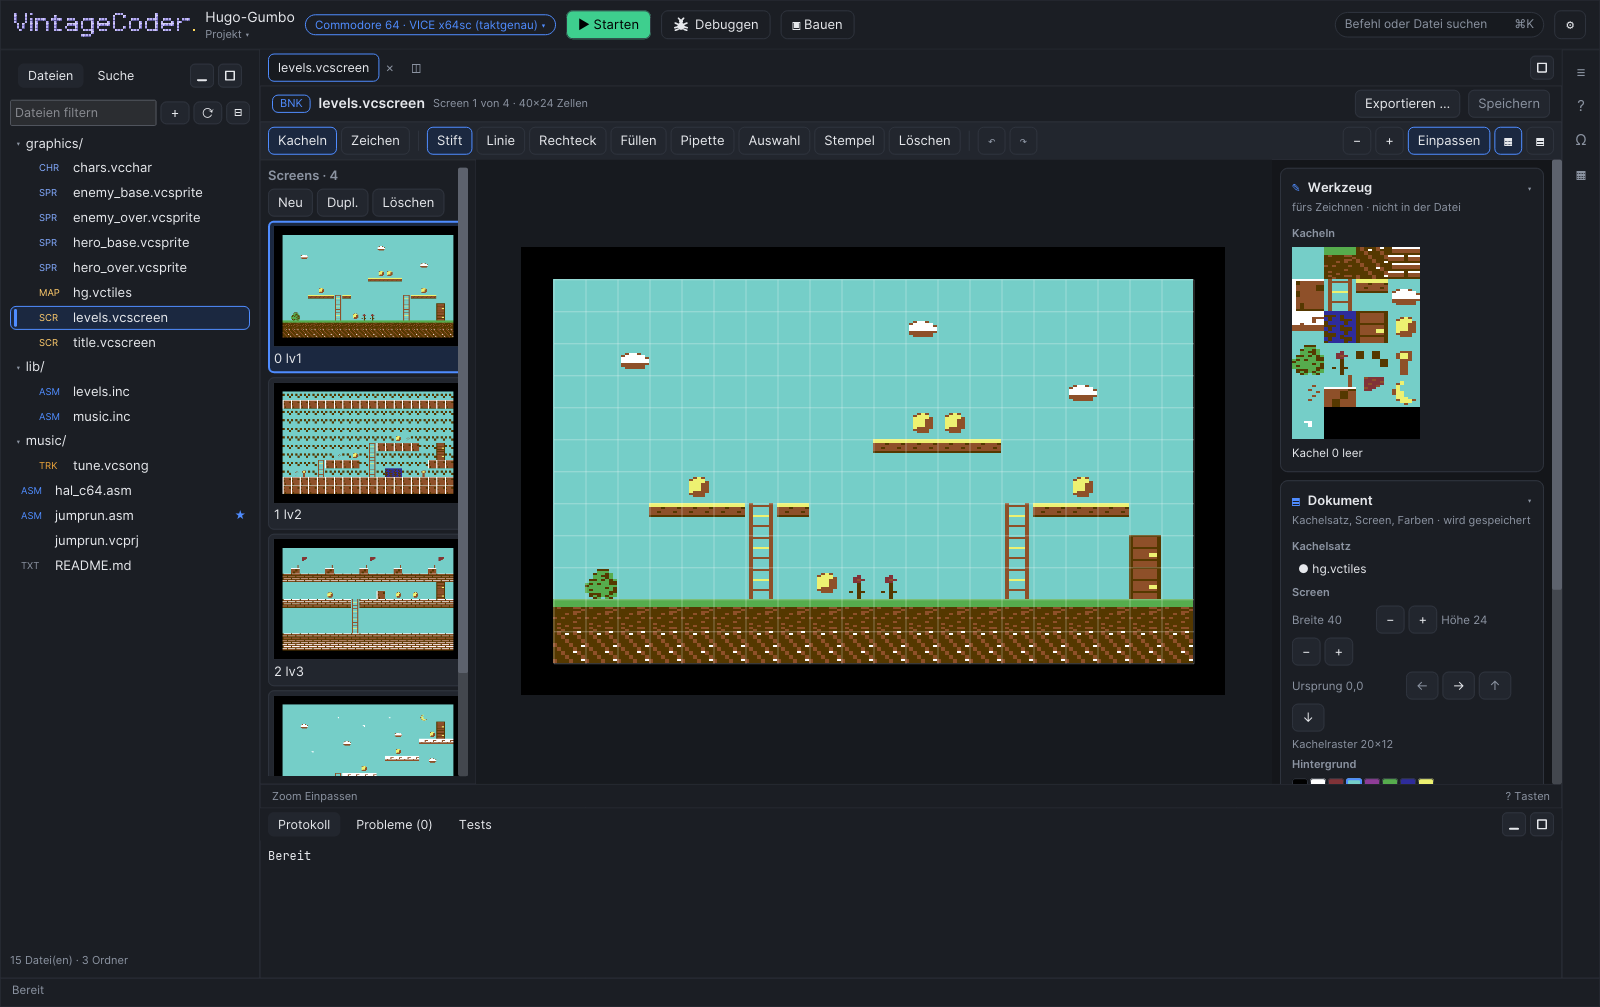 VintageCoder.
Hugo-Gumbo
Projekt
Commodore 64 · VICE x64sc (taktgenau)
Starten
Debuggen
Bauen
Befehl oder Datei suchen ⌘K
Dateien
Suche
Dateien filtern
+
graphics/
CHR chars.vcchar
SPR enemy_base.vcsprite
SPR enemy_over.vcsprite
SPR hero_base.vcsprite
SPR hero_over.vcsprite
MAP hg.vctiles
SCR levels.vcscreen
SCR title.vcscreen
lib/
ASM levels.inc
ASM music.inc
music/
TRK tune.vcsong
ASM hal_c64.asm
ASM jumprun.asm ★
jumprun.vcprj
TXT README.md
15 Datei(en) · 3 Ordner
levels.vcscreen ×
BNK levels.vcscreen Screen 1 von 4 · 40×24 Zellen
Exportieren ...
Speichern
Kacheln
Zeichen
Stift
Linie
Rechteck
Füllen
Pipette
Auswahl
Stempel
Löschen
− +
Einpassen
Screens · 4
Neu
Dupl.
Löschen
0 lv1
1 lv2
2 lv3
Werkzeug
fürs Zeichnen · nicht in der Datei
Kacheln
Kachel 0 leer
Dokument
Kachelsatz, Screen, Farben · wird gespeichert
Kachelsatz
hg.vctiles
Screen
Breite 40 − + Höhe 24
− +
Ursprung 0,0 ← → ↑
↓
Kachelraster 20×12
Hintergrund
≡
?
Ω
Zoom Einpassen
? Tasten
Protokoll
Probleme (0)
Tests
Bereit
Bereit